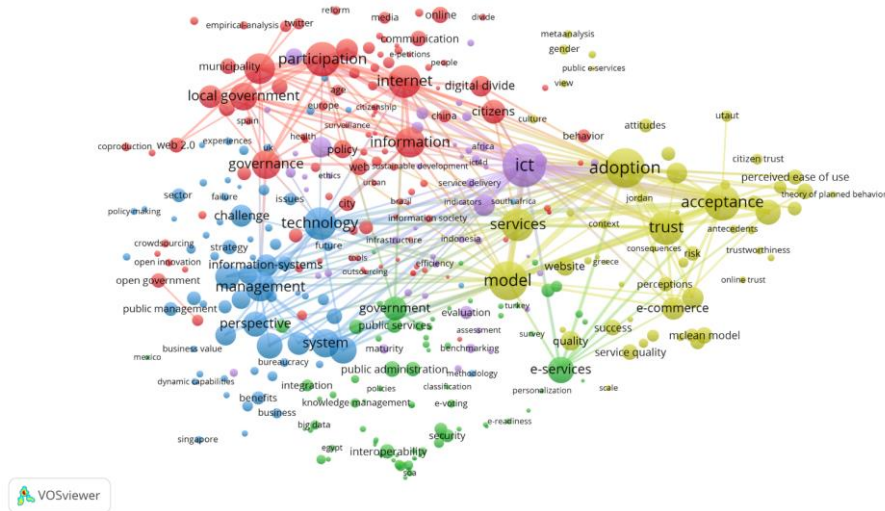 reform
divide
media
online
twitter
empirical-analysis
communication
metaanalysis
gender
participation
e-petitions
public e-services
people
municipality
view
internet
digital divide
age
local government
europe
citizenship
citizens
utaut
spain
surveillance
china
culture
attitudes
uk
health
behavior
coproduction
web 2.0
experiences
policy
information
africa
citizen trust
governance
web
sustainable development
ict4d
ict
adoption
perceived ease of use
ethics
urban
service delivery
theory of planned behavior
sector
failure
issues
city
brazil
indicators
south africa
jordan
acceptance
policy-making
challenge
technology
information society
services
context
trust
antecedents
future
infrastructure
indonesia
crowdsourcing
strategy
tools
consequences
trustworthiness
open innovation
information-systems
outsourcing
efficiency
website
greece
risk
open government
management
model
perceptions
online trust
public management
government
evaluation
turkey
e-commerce
perspective
public services
assessment
survey
success
mclean model
business value
system
maturity
benchmarking
quality
service quality
mexico
bureaucracy
public administration
methodology
e-services
dynamic capabilities
integration
policies
classification
personalization
scale
benefits
knowledge management
e-voting
business
big data
e-readiness
singapore
security
egypt
interoperability
soa
VOSviewer